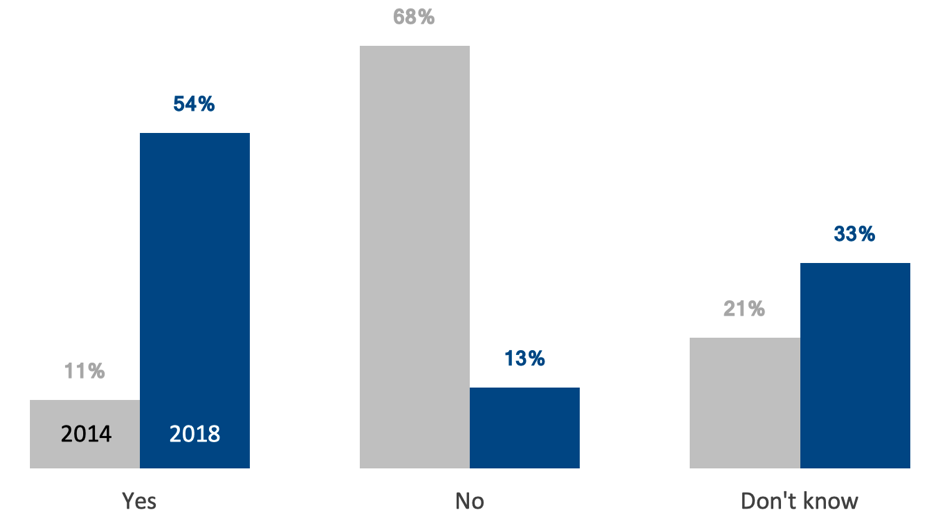 68%
54%
33%
21%
13%
11%
2014
2018
Yes
No
Don't know